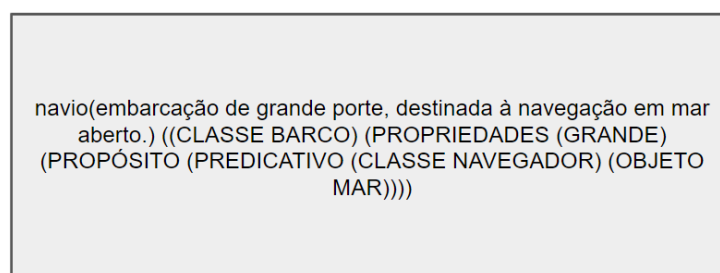 navio(embarcação de grande porte, destinada à navegação em mar
aberto.) ((CLASSE BARCO) (PROPRIEDADES (GRANDE)
(PROPÓSITO (PREDICATIVO (CLASSE NAVEGADOR) (OBJETO
MAR))))